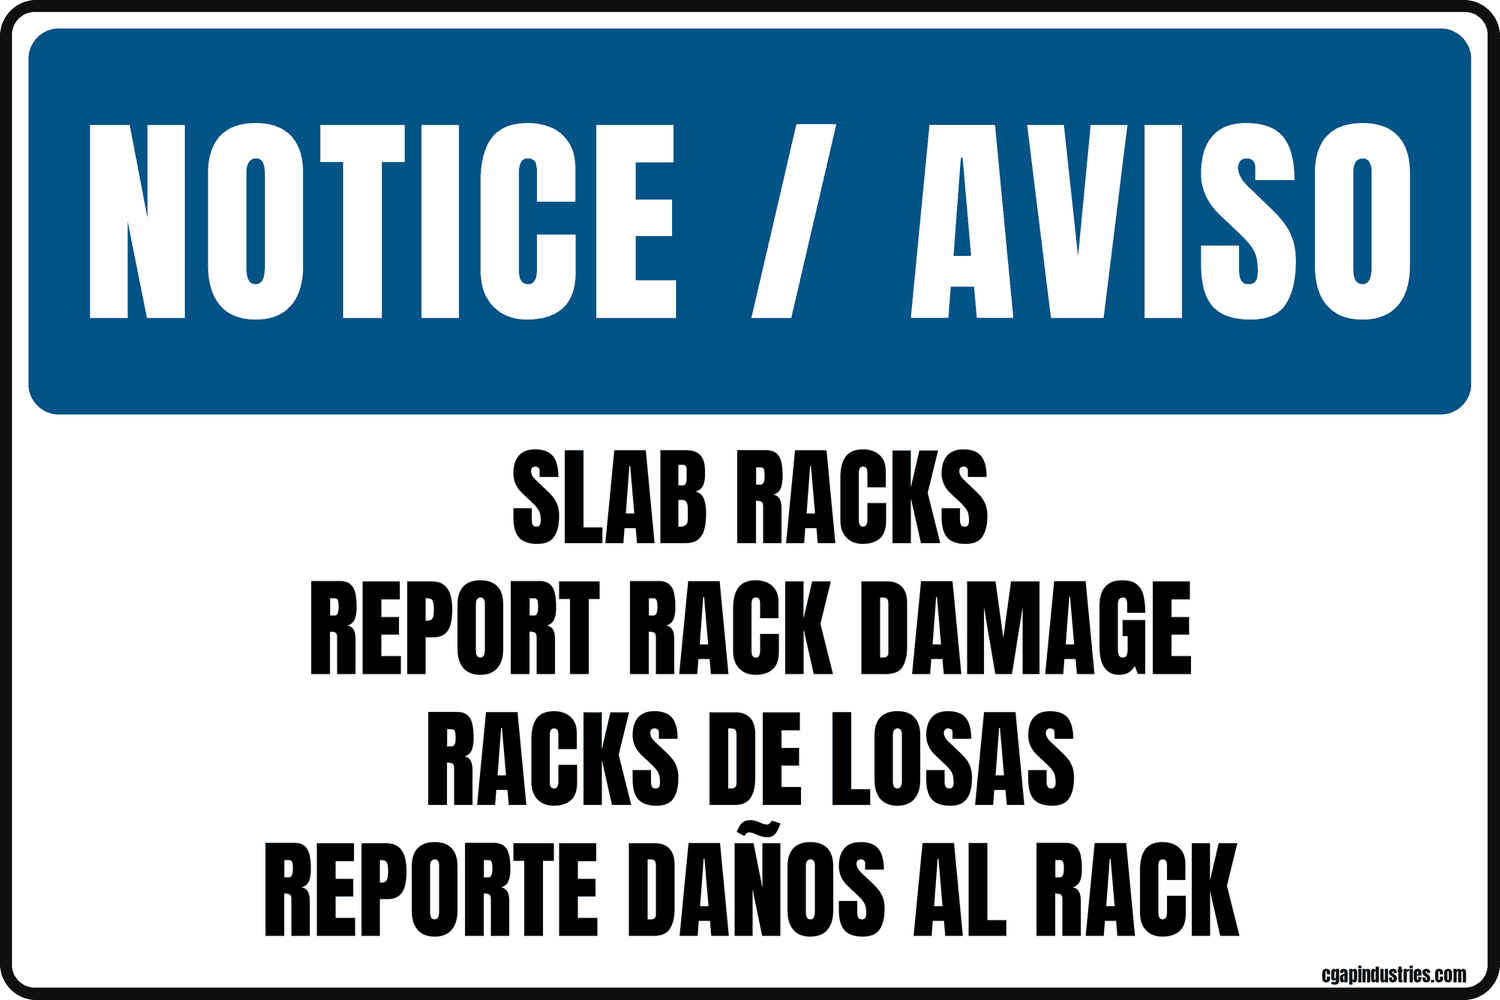 NOTICE / AVISO
SLAB RACKS
REPORT RACK DAMAGE
RACKS DE LOSAS
REPORTE DAÑOS AL RACK
cgapindustries.com